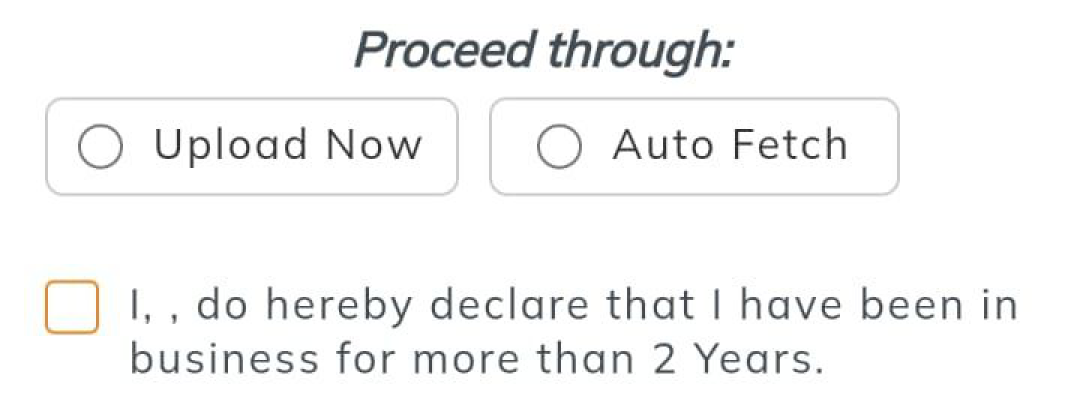 Proceed through:
Upload Now
Auto Fetch
I, , do hereby declare that I have been in
business for more than 2 Years.